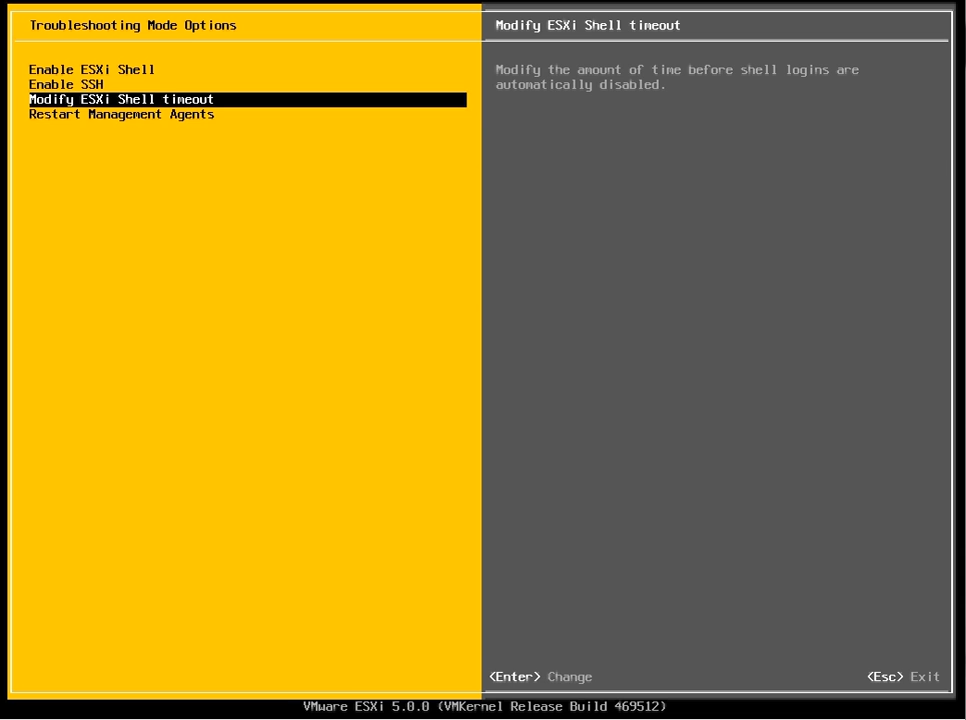 Troubleshooting Mode Options
Enable ESXi Shell
Enable SSH
Modify ESXi Shell timeout
Restart Management Agents
Modify ESXi Shell timeout
Modify the amount of time before shell logins are
automatically disabled.
<Enter> Change
<Esc> Exit
VMware ESXi 5.0.0 (VMKernel Release Build 469512)